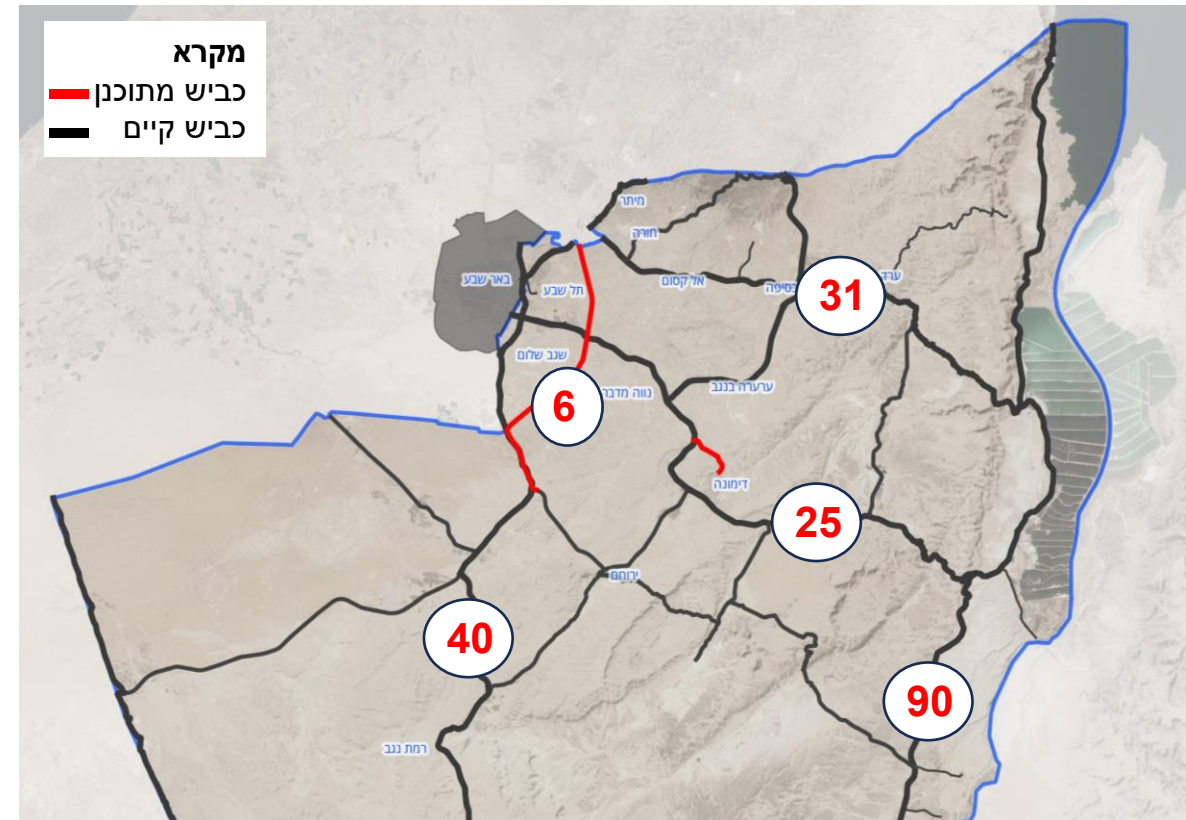 מקרא
כביש מתוכנן
כביש קיים
מיתר
חורה
באר שבע
תל שבע
אל קסום
כסיפה
31
ערד
שגב שלום
6
נווה מדבר
ערערה בנגב
דימונה
25
ירוחם
40
90
רמת נגב